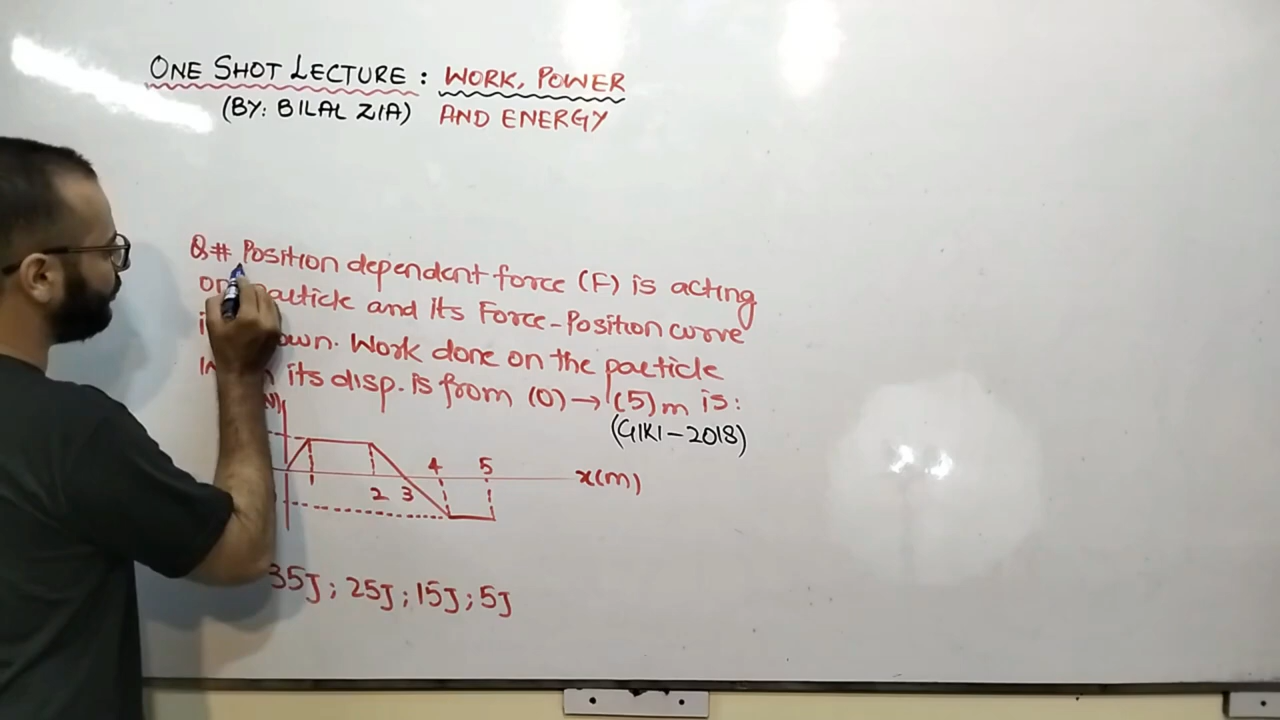 ONE SHOT LECTURE : WORK, POWER
(BY: BILAL ZIA) AND ENERGY
Q# Position dependent force (F) is acting
particle and its Force-Position curve
Work done on the particle
its disp. is from (0) → (5)m is:
(GIKI-2018)
4 5
x(m)
2 3
35J; 25J; 15J; 5J